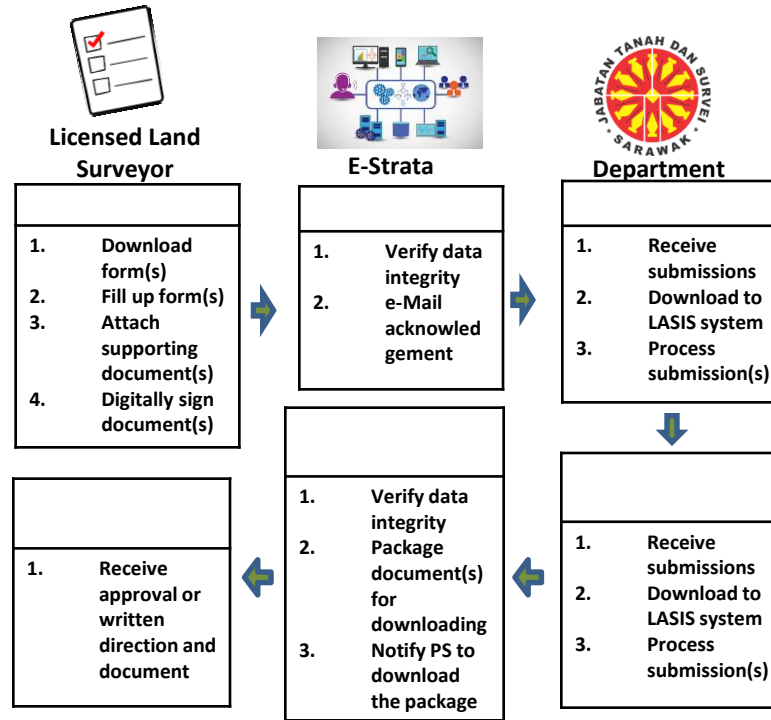 Licensed Land
Surveyor
E-Strata
JABATAN TANAH DAN SURVEI
• SARAWAK •
Department
1. Download
form(s)
2. Fill up form(s)
3. Attach
supporting
document(s)
4. Digitally sign
document(s)
1. Verify data
integrity
2. e-Mail
acknowled
gement
1. Receive
submissions
2. Download to
LASIS system
3. Process
submission(s)
1. Receive
submissions
2. Download to
LASIS system
3. Process
submission(s)
1. Verify data
integrity
2. Package
document(s)
for
downloading
3. Notify PS to
download
the package
1. Receive
approval or
written
direction and
document